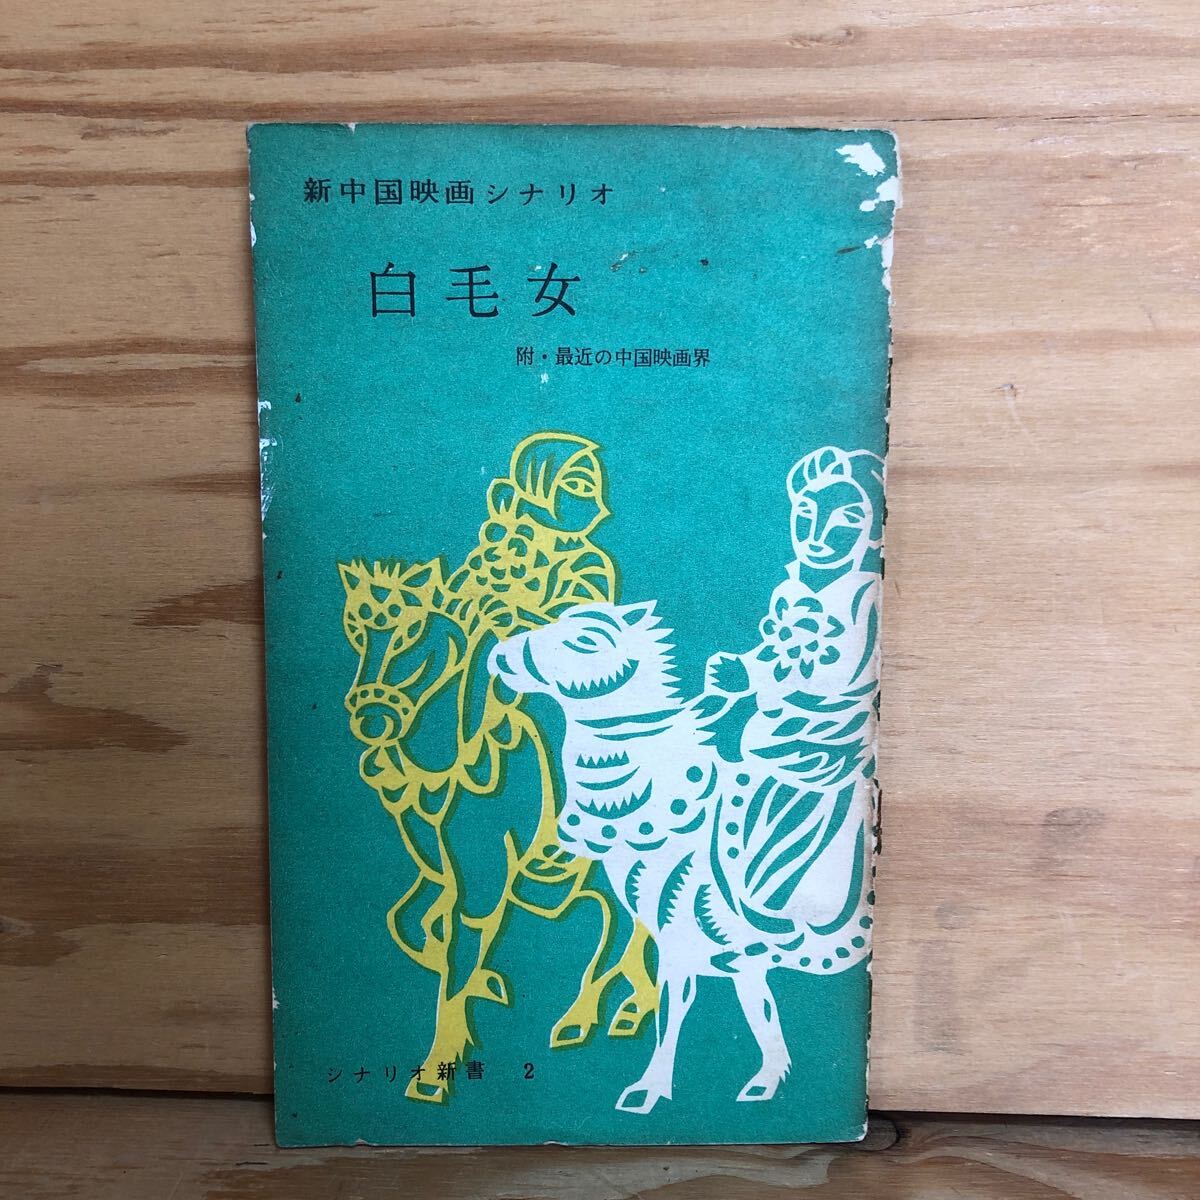 新中国映画シナリオ
白毛女
附・最近の中国映画界
シナリオ新書 2